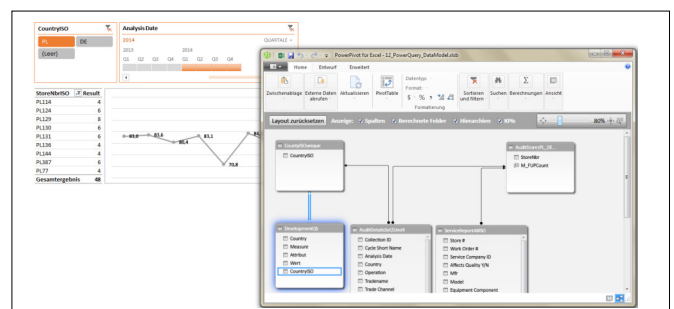 CountryISO
PL DE
(Leer)
Analysis Date
2014 QUARTALE
2013 2014
Q1 Q2 Q3 Q4 Q1 Q2 Q3 Q4
StoreNbrISO Result
PL114 4
PL124 6
PL129 8
PL130 6
PL131 6
PL136 4
PL144 4
PL387 6
PL77 4
Gesamtergebnis 48
83,0 83,6 80,4 83,1 70,8 84,
PowerPivot für Excel - 12_PowerQuery_DataModel.xlsb
Home Entwurf Erweitert
Zwischenablage
Externe Daten abrufen
Aktualisieren
PivotTable
Datentyp
Format:
$ % ,
Formatierung
Sortieren und filtern
Suchen
Berechnungen
Ansicht
Layout zurücksetzen Anzeige: Spalten Berechnete Felder Hierarchien KPIs 80%
CountryISOunique
CountryISO
StoreNbr
M_FUPCount
Country
Measure
Attribut
Wert
CountryISO
Collection ID
Cycle Short Name
Analysis Date
Country
Operation
Tradename
Trade Channel
Store #
Work Order #
Service Company ID
Affects Quality Y/N
Mfr
Model
Equipment Component